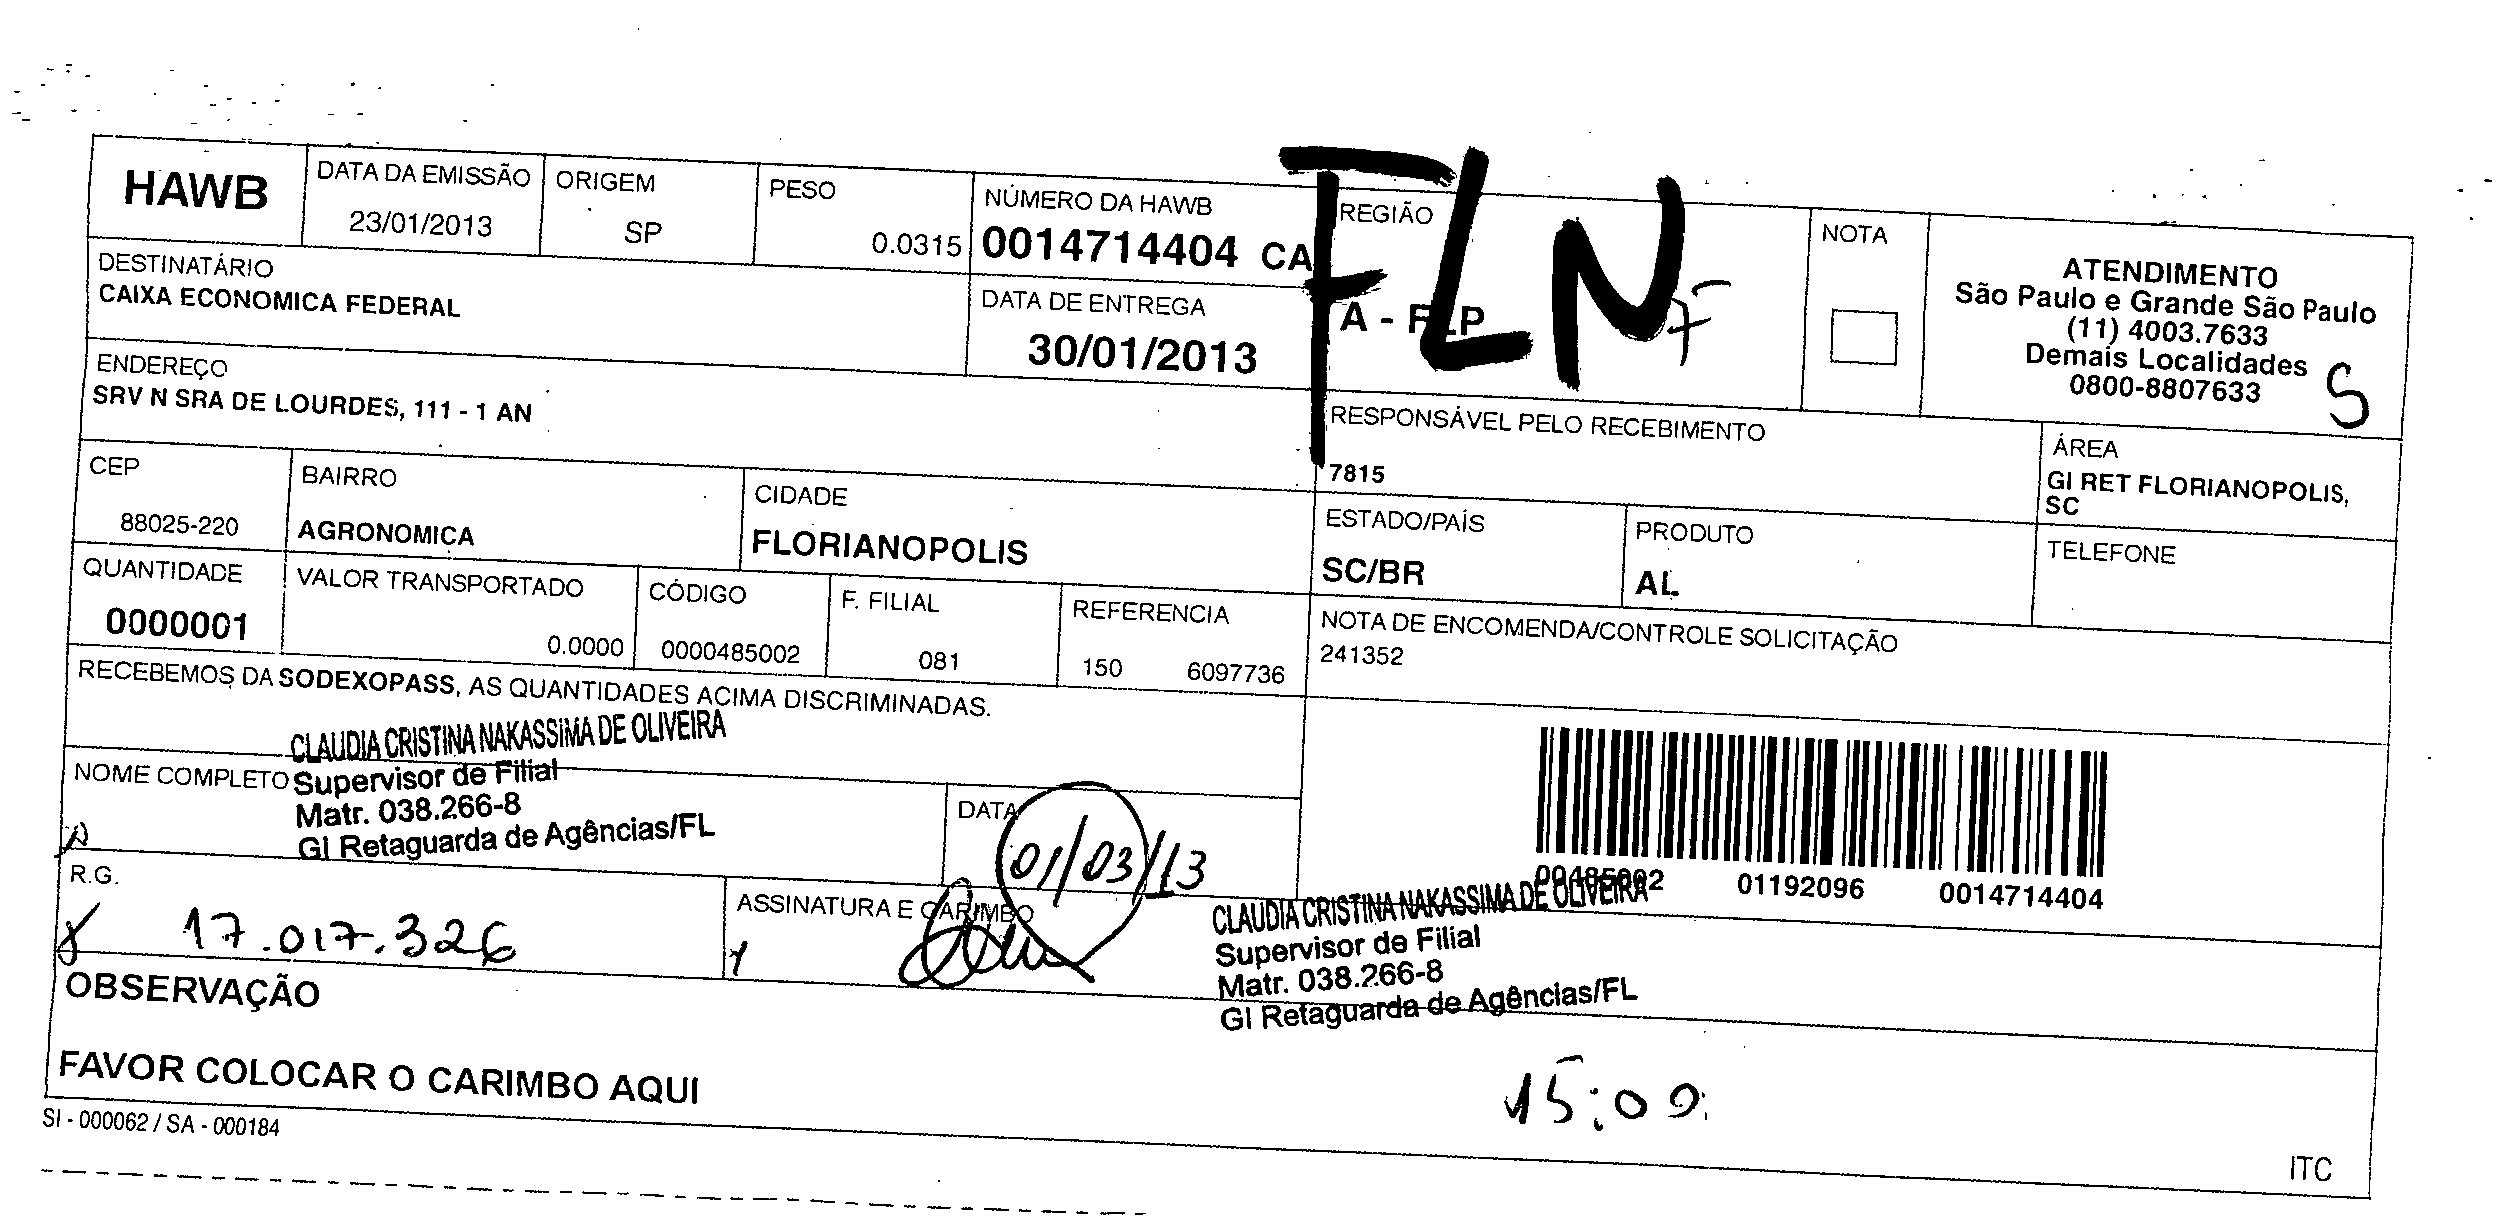 HAWB
DATA DA EMISSÃO
23/01/2013
ORIGEM
SP
PESO
0.0315
NÚMERO DA HAWB
0014714404 CA
REGIÃO
A - FLP
FLN
F
NOTA
ATENDIMENTO
São Paulo e Grande São Paulo
(11) 4003.7633
Demais Localidades
0800-8807633
S
DESTINATÁRIO
CAIXA ECONOMICA FEDERAL
DATA DE ENTREGA
30/01/2013
ENDEREÇO
SRV N SRA DE LOURDES, 111 - 1 AN
RESPONSÁVEL PELO RECEBIMENTO
7815
ÁREA
GI RET FLORIANOPOLIS,
SC
CEP
88025-220
BAIRRO
AGRONOMICA
CIDADE
FLORIANOPOLIS
ESTADO/PAÍS
SC/BR
PRODUTO
AL
TELEFONE
QUANTIDADE
0000001
VALOR TRANSPORTADO
0.0000
CÓDIGO
0000485002
F. FILIAL
081
REFERENCIA
150 6097736
NOTA DE ENCOMENDA/CONTROLE SOLICITAÇÃO
241352
RECEBEMOS DA SODEXOPASS, AS QUANTIDADES ACIMA DISCRIMINADAS.
CLAUDIA CRISTINA NAKASSIMA DE OLIVEIRA
NOME COMPLETO
Supervisor de Filial
Matr. 038.266-8
GI Retaguarda de Agências/FL
DATA
01/03/13
00485002 01192096 0014714404
R.G.
17.017.326
ASSINATURA E CARIMBO
CLAUDIA CRISTINA NAKASSIMA DE OLIVEIRA
Supervisor de Filial
Matr. 038.266-8
GI Retaguarda de Agências/FL
OBSERVAÇÃO
FAVOR COLOCAR O CARIMBO AQUI
15:00
SI - 000062 / SA - 000184
ITC